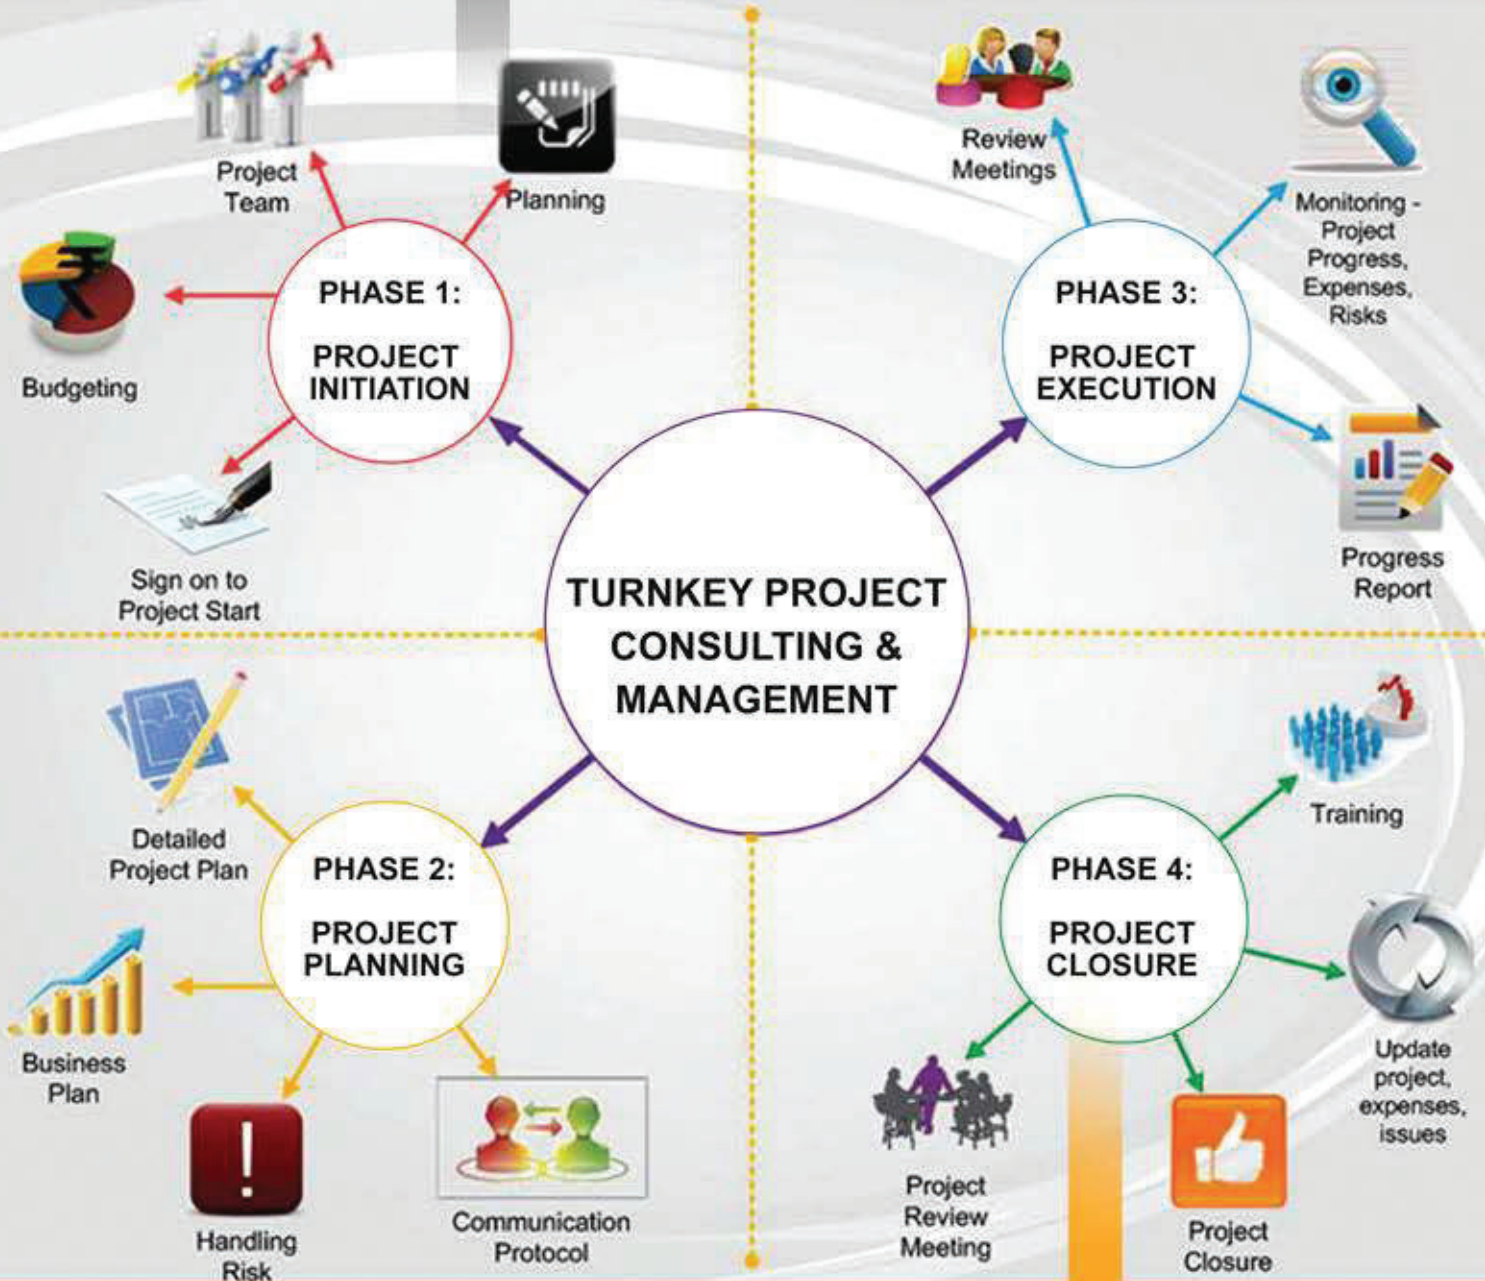 Project
Team
Planning
Budgeting
PHASE 1:
PROJECT
INITIATION
Sign on to
Project Start
Review
Meetings
Monitoring -
Project
Progress,
Expenses,
Risks
PHASE 3:
PROJECT
EXECUTION
Progress
Report
TURNKEY PROJECT
CONSULTING &
MANAGEMENT
Detailed
Project Plan
PHASE 2:
PROJECT
PLANNING
Business
Plan
Handling
Risk
Communication
Protocol
Training
PHASE 4:
PROJECT
CLOSURE
Update
project,
expenses,
issues
Project
Review
Meeting
Project
Closure